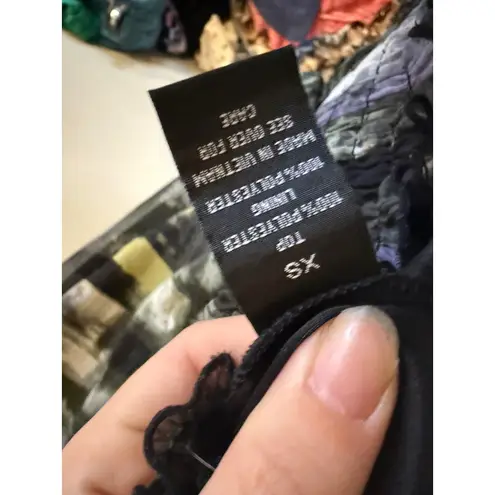 XS
TOP
100% POLYESTER
LINING
100% POLYESTER
MADE IN VIETNAM
SEE OVER FOR
CARE